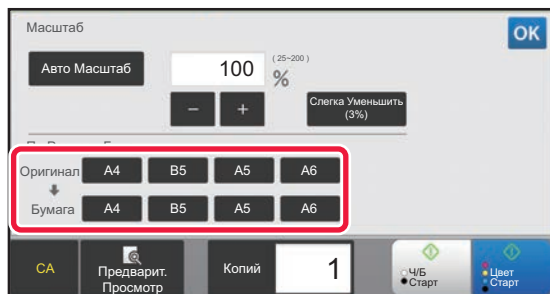 Масштаб
OK
Авто Масштаб
100
(25~200)
%
−
+
Слегка Уменьшить
(3%)
Оригинал
A4
B5
A5
A6
Бумага
A4
B5
A5
A6
CA
Предварит.
Просмотр
Копий
1
Ч/Б
Старт
Цвет
Старт